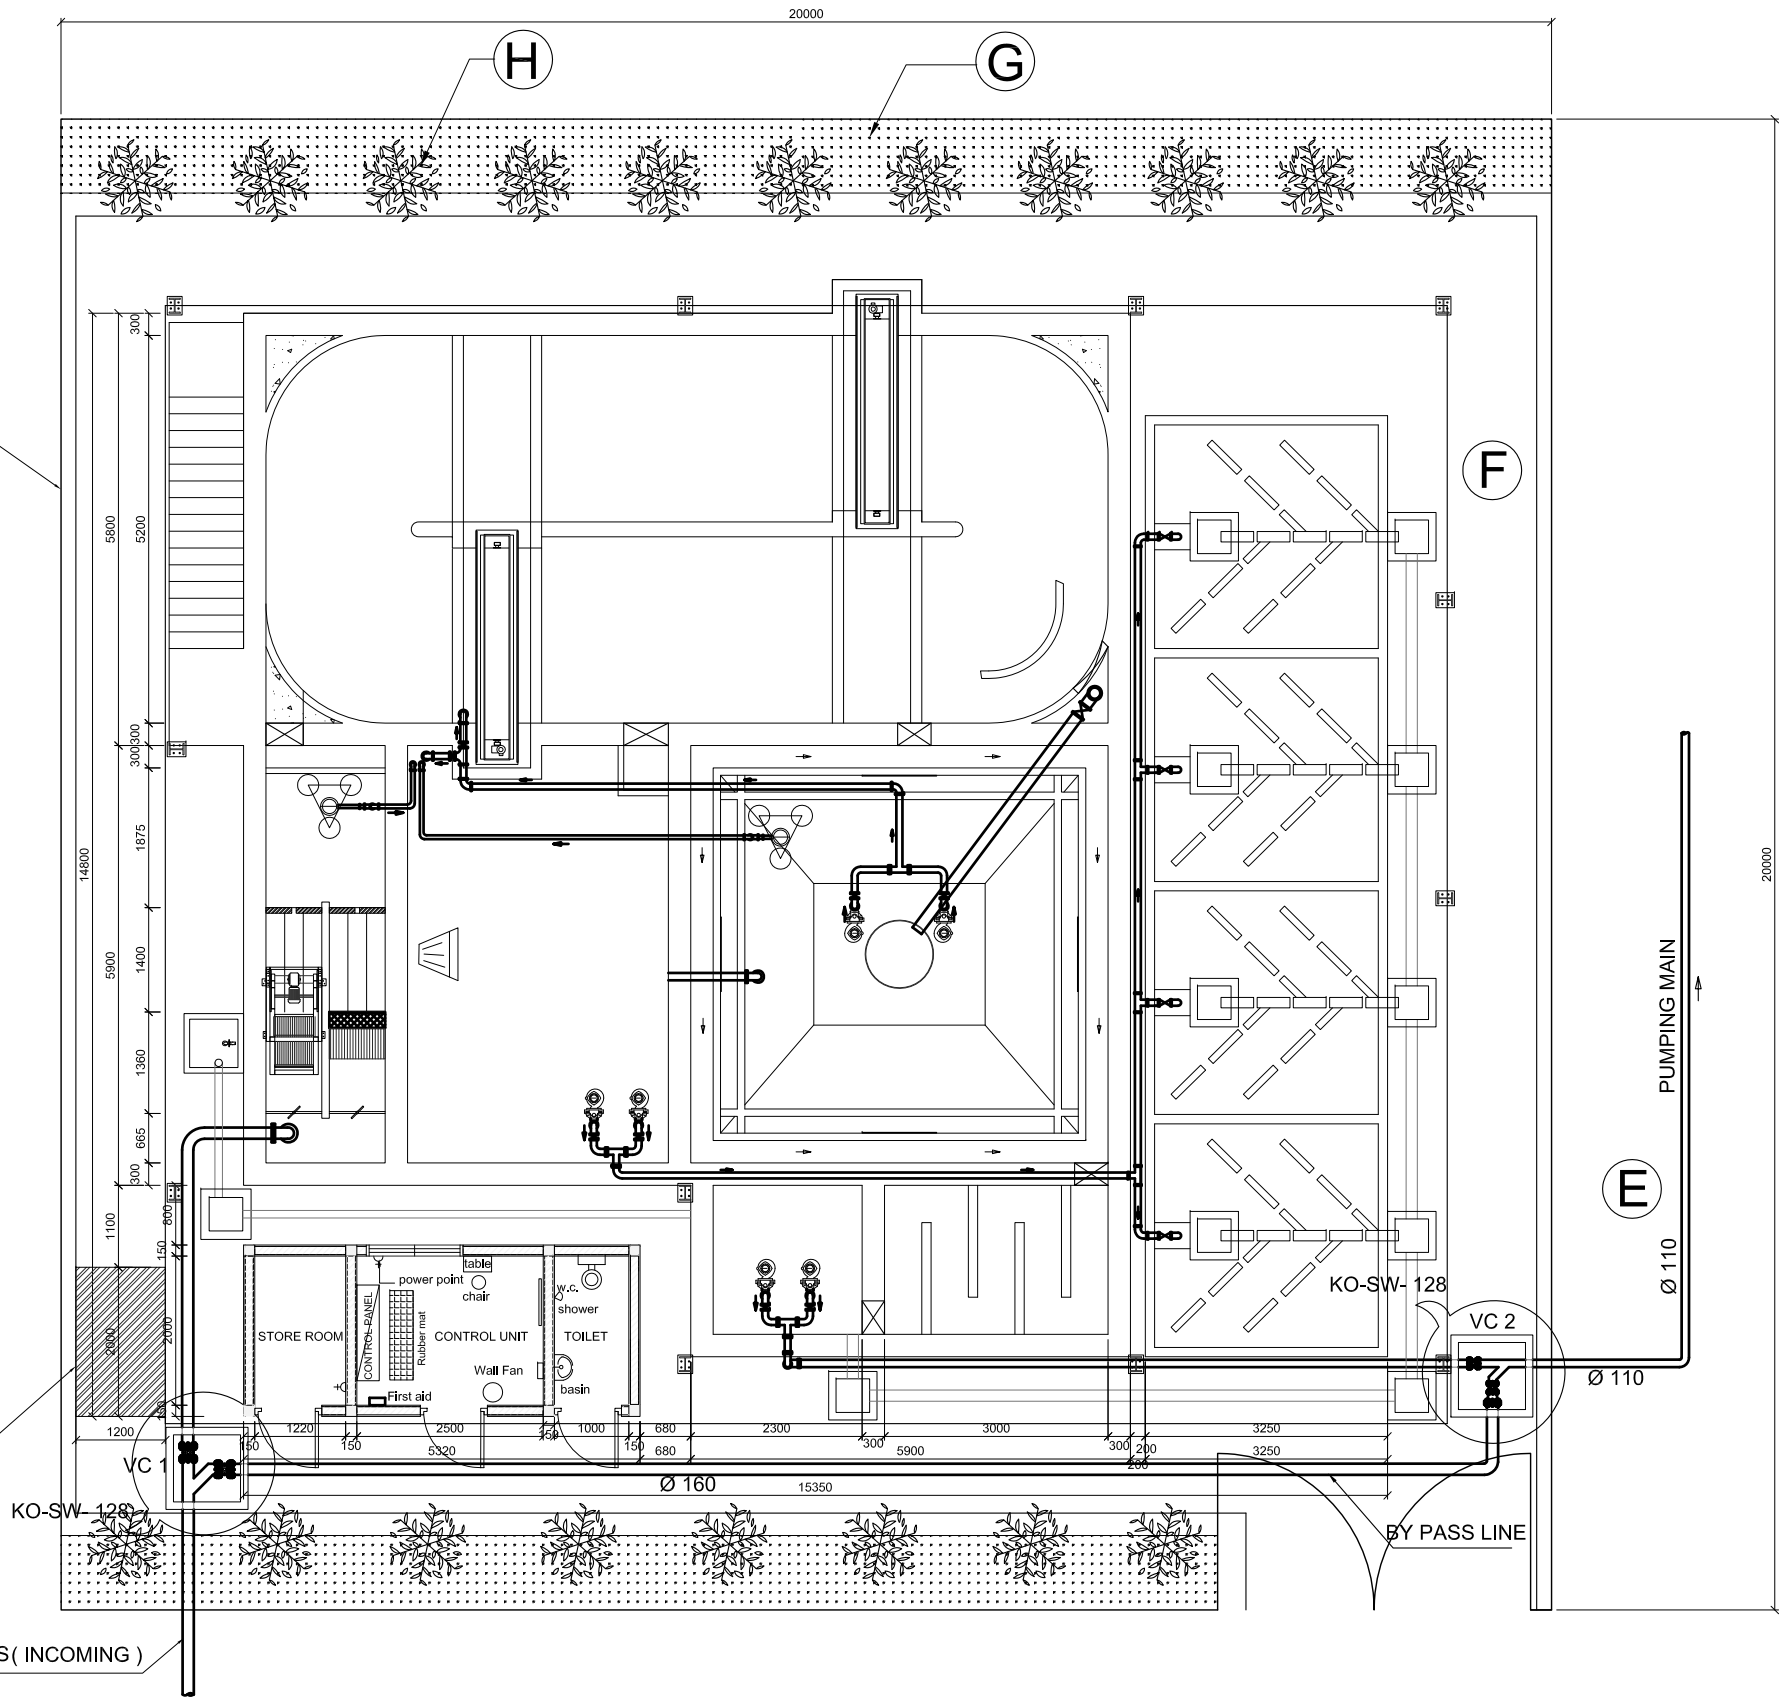 20000
H
G
F
300
5800
5200
300
300
14800
1875
5900
1400
1360
665
300
20000
PUMPING MAIN
E
Ø 110
1100
800
150
2000
2000
150
KO-SW- 128
VC 2
Ø 110
table
power point
chair
w.c.
shower
STORE ROOM
CONTROL PANEL
Rubber mat
CONTROL UNIT
TOILET
Wall Fan
First aid
basin
1200
1220
2500
1000
680
2300
3000
3250
150
150
150
150
300
300
200
5320
680
5900
3250
200
VC 1
Ø 160
15350
KO-SW- 128
BY PASS LINE
S( INCOMING )